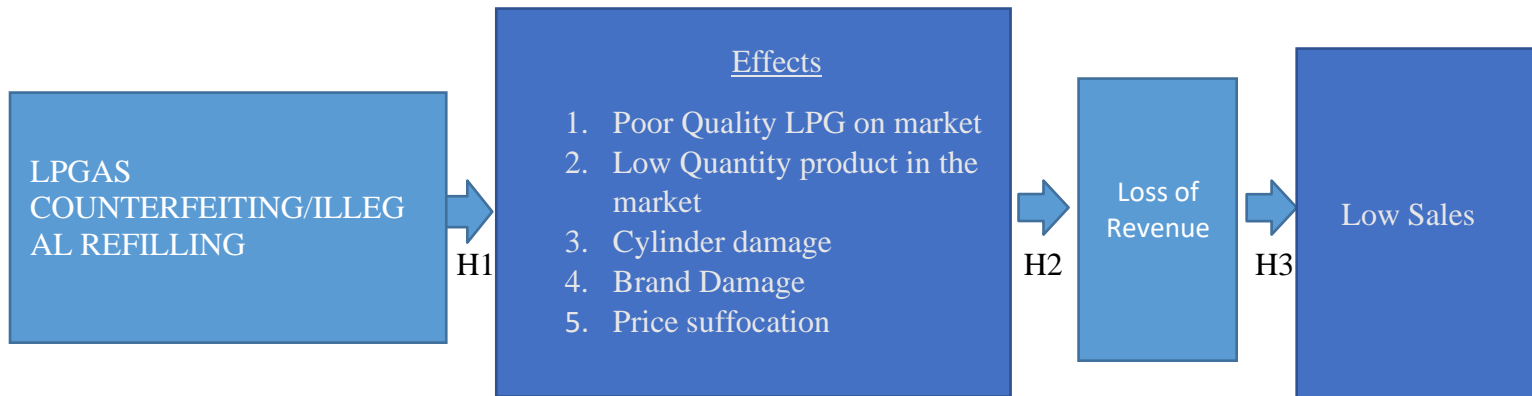 LPGAS
COUNTERFEITING/ILLEG
AL REFILLING
H1
Effects
1. Poor Quality LPG on market
2. Low Quantity product in the
market
3. Cylinder damage
4. Brand Damage
5. Price suffocation
H2
Loss of
Revenue
H3
Low Sales